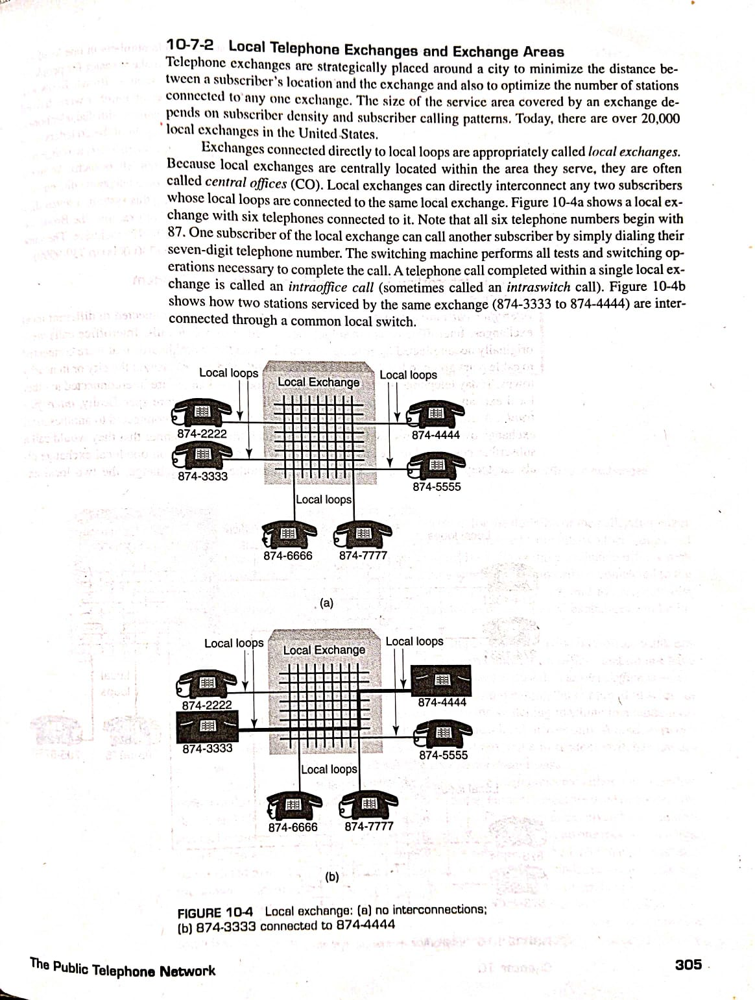 10-7-2 Local Telephone Exchanges and Exchange Areas
Telephone exchanges are strategically placed around a city to minimize the distance be-
tween a subscriber's location and the exchange and also to optimize the number of stations
connected to any one exchange. The size of the service area covered by an exchange de-
pends on subscriber density and subscriber calling patterns. Today, there are over 20,000
local exchanges in the United States.
Exchanges connected directly to local loops are appropriately called local exchanges.
Because local exchanges are centrally located within the area they serve, they are often
called central offices (CO). Local exchanges can directly interconnect any two subscribers
whose local loops are connected to the same local exchange. Figure 10-4a shows a local ex-
change with six telephones connected to it. Note that all six telephone numbers begin with
87. One subscriber of the local exchange can call another subscriber by simply dialing their
seven-digit telephone number. The switching machine performs all tests and switching op-
erations necessary to complete the call. A telephone call completed within a single local ex-
change is called an intraoffice call (sometimes called an intraswitch call). Figure 10-4b
shows how two stations serviced by the same exchange (874-3333 to 874-4444) are inter-
connected through a common local switch.
Local loops
Local Exchange
Local loops
874-2222
874-4444
874-3333
874-5555
Local loops
874-6666
874-7777
(a)
Local loops
Local Exchange
Local loops
874-2222
874-4444
874-3333
874-5555
Local loops
874-6666
874-7777
(b)
FIGURE 10-4 Local exchange: (a) no interconnections;
(b) 874-3333 connected to 874-4444
The Public Telephone Network
305